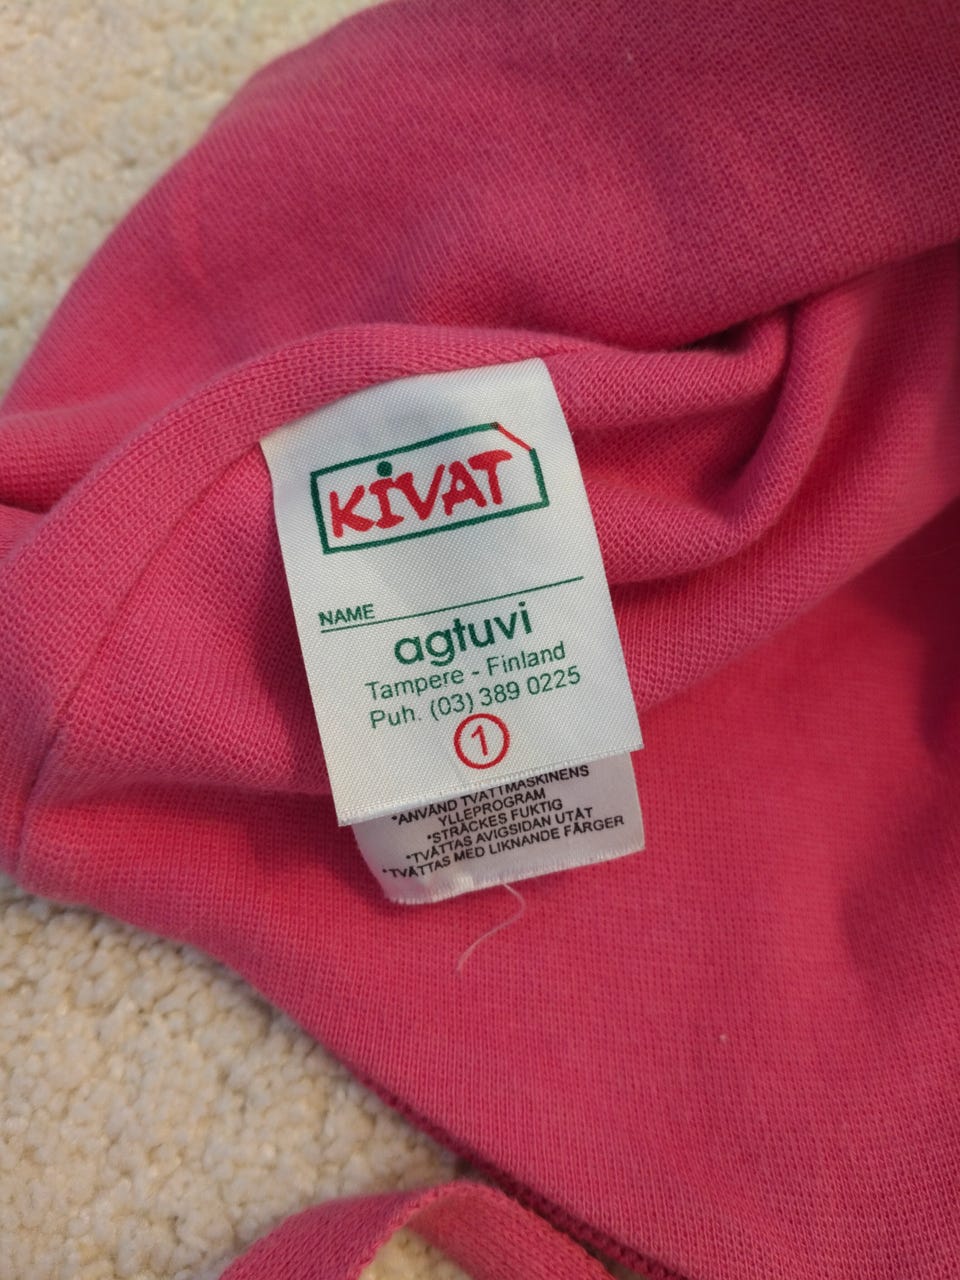 KiVAT
NAME
agtuvi
Tampere - Finland
Puh. (03) 389 0225
1
*ANVÄND TVÄTTMASKINENS
YLLEPROGRAM
*STRÄCKES FUKTIG
*TVÄTTAS AVIGSIDAN UTÅT
*TVÄTTAS MED LIKNANDE FÄRGER